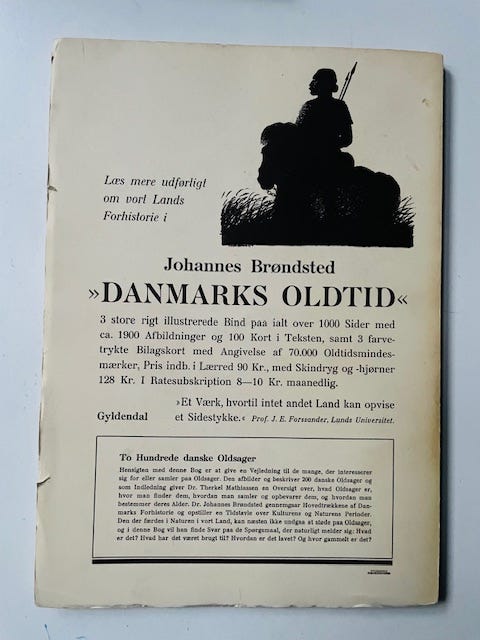 Læs mere udførligt
om vort Lands
Forhistorie i
Johannes Brøndsted
»DANMARKS OLDTID«
3 store rigt illustrerede Bind paa ialt over 1000 Sider med
ca. 1900 Afbildninger og 100 Kort i Teksten, samt 3 farve-
trykte Bilagskort med Angivelse af 70.000 Oldtidsmindes-
mærker, Pris indb. i Lærred 90 Kr., med Skindryg og -hjørner
128 Kr. I Ratesubskription 8—10 Kr. maanedlig.
»Et Værk, hvortil intet andet Land kan opvise
Gyldendal et Sidestykke.« Prof. J. E. Forssander, Lunds Universitet.
To Hundrede danske Oldsager
Hensigten med denne Bog er at give en Vejledning til de mange, der interesserer
sig for eller samler paa Oldsager. Den afbilder og beskriver 200 danske Oldsager og
som Indledning giver Dr. Therkel Mathiassen en Oversigt over, hvad Oldsager er,
hvor man finder dem, hvordan man samler og opbevarer dem, og hvordan man
bestemmer deres Alder. Dr. Johannes Brøndsted gennemgaar Hovedtrækkene af Dan-
marks Forhistorie og opstiller en Tidstavle over Kulturens og Naturens Perioder.
Den der færdes i Naturen i vort Land, kan næsten ikke undgaa at støde paa Oldsager,
og i denne Bog vil han finde Svar paa de Spørgsmaal, der naturligt melder sig: Hvad
er det? Hvad har det været brugt til? Hvordan er det lavet? Og hvor gammelt er det?